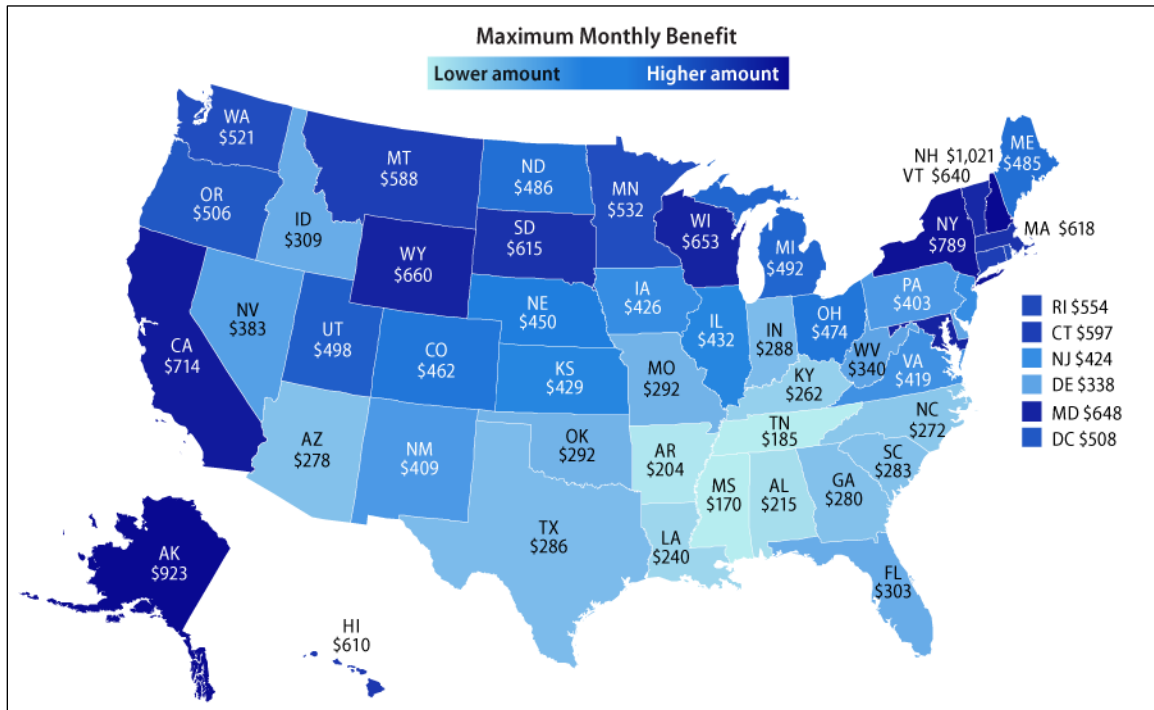 Maximum Monthly Benefit
Lower amount Higher amount
WA
$521
MT
$588
ND
$486
MN
$532
NH $1,021
VT $640
ME
$485
OR
$506
ID
$309
SD
$615
WI
$653
NY
$789
MA $618
WY
$660
MI
$492
NV
$383
NE
$450
IA
$426
PA
$403
CA
$714
UT
$498
CO
$462
IL
$432
IN
$288
OH
$474
WV
$340
VA
$419
KS
$429
MO
$292
KY
$262
RI $554
CT $597
NJ $424
DE $338
MD $648
DC $508
AZ
$278
NM
$409
OK
$292
AR
$204
TN
$185
NC
$272
SC
$283
MS
$170
AL
$215
GA
$280
TX
$286
LA
$240
FL
$303
AK
$923
HI
$610